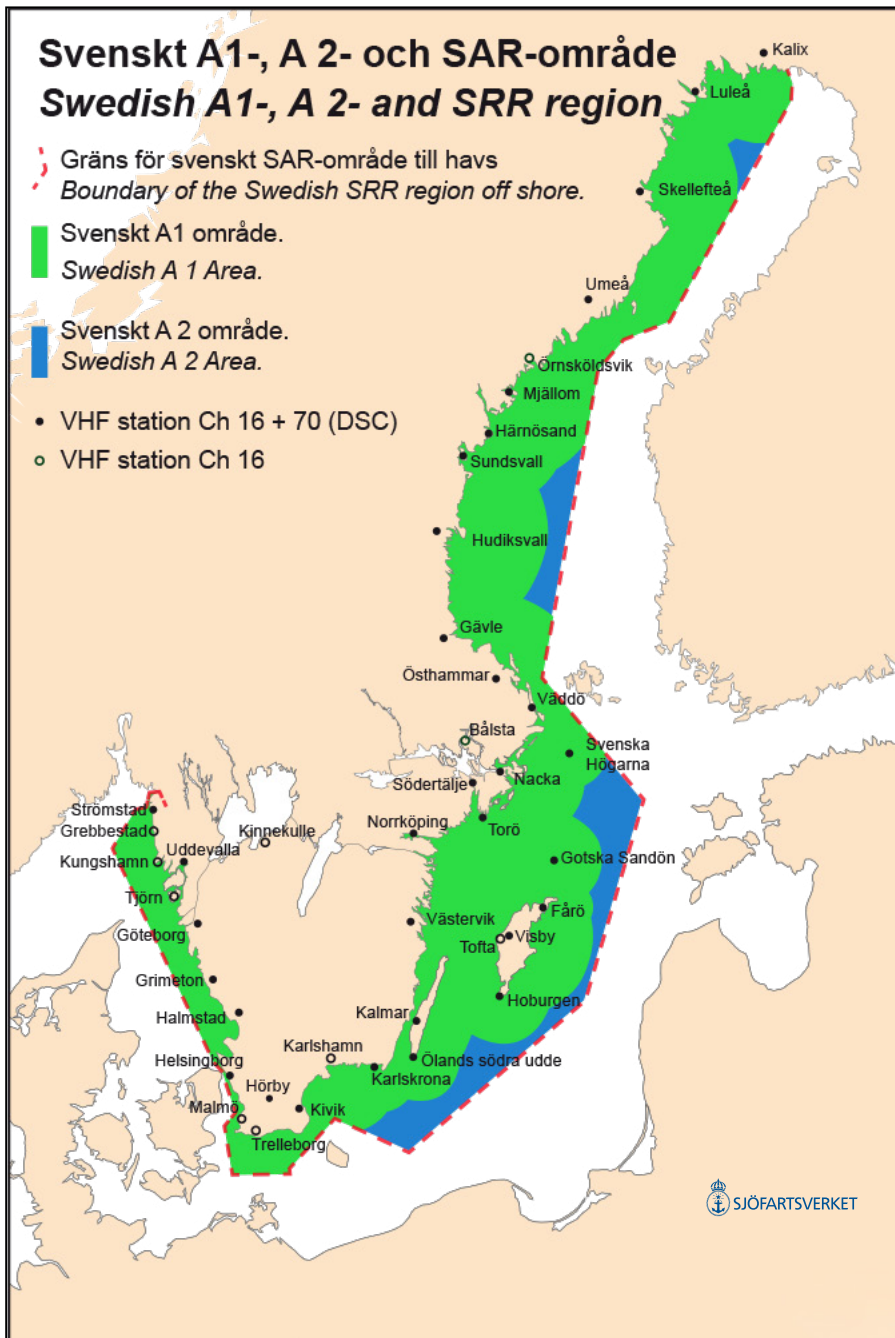 Svenskt A1-, A 2- och SAR-område
Swedish A1-, A 2- and SRR region
Gräns för svenskt SAR-område till havs
Boundary of the Swedish SRR region off shore.
Svenskt A1 område.
Swedish A 1 Area.
Svenskt A 2 område.
Swedish A 2 Area.
VHF station Ch 16 + 70 (DSC)
VHF station Ch 16
Kalix
Luleå
Skellefteå
Umeå
Örnsköldsvik
Mjällom
Härnösand
Sundsvall
Hudiksvall
Gävle
Östhammar
Väddö
Bålsta
Svenska
Högarna
Nacka
Södertälje
Strömstad
Torö
Norrköping
Grebbestad
Kinnekulle
Uddevalla
Kungshamn
Gotska Sandön
Tjörn
Fårö
Västervik
Göteborg
Visby
Tofta
Grimeton
Hoburgen
Kalmar
Halmstad
Karlshamn
Helsingborg
Ölands södra udde
Karlskrona
Hörby
Malmö
Kivik
Trelleborg
SJÖFARTSVERKET